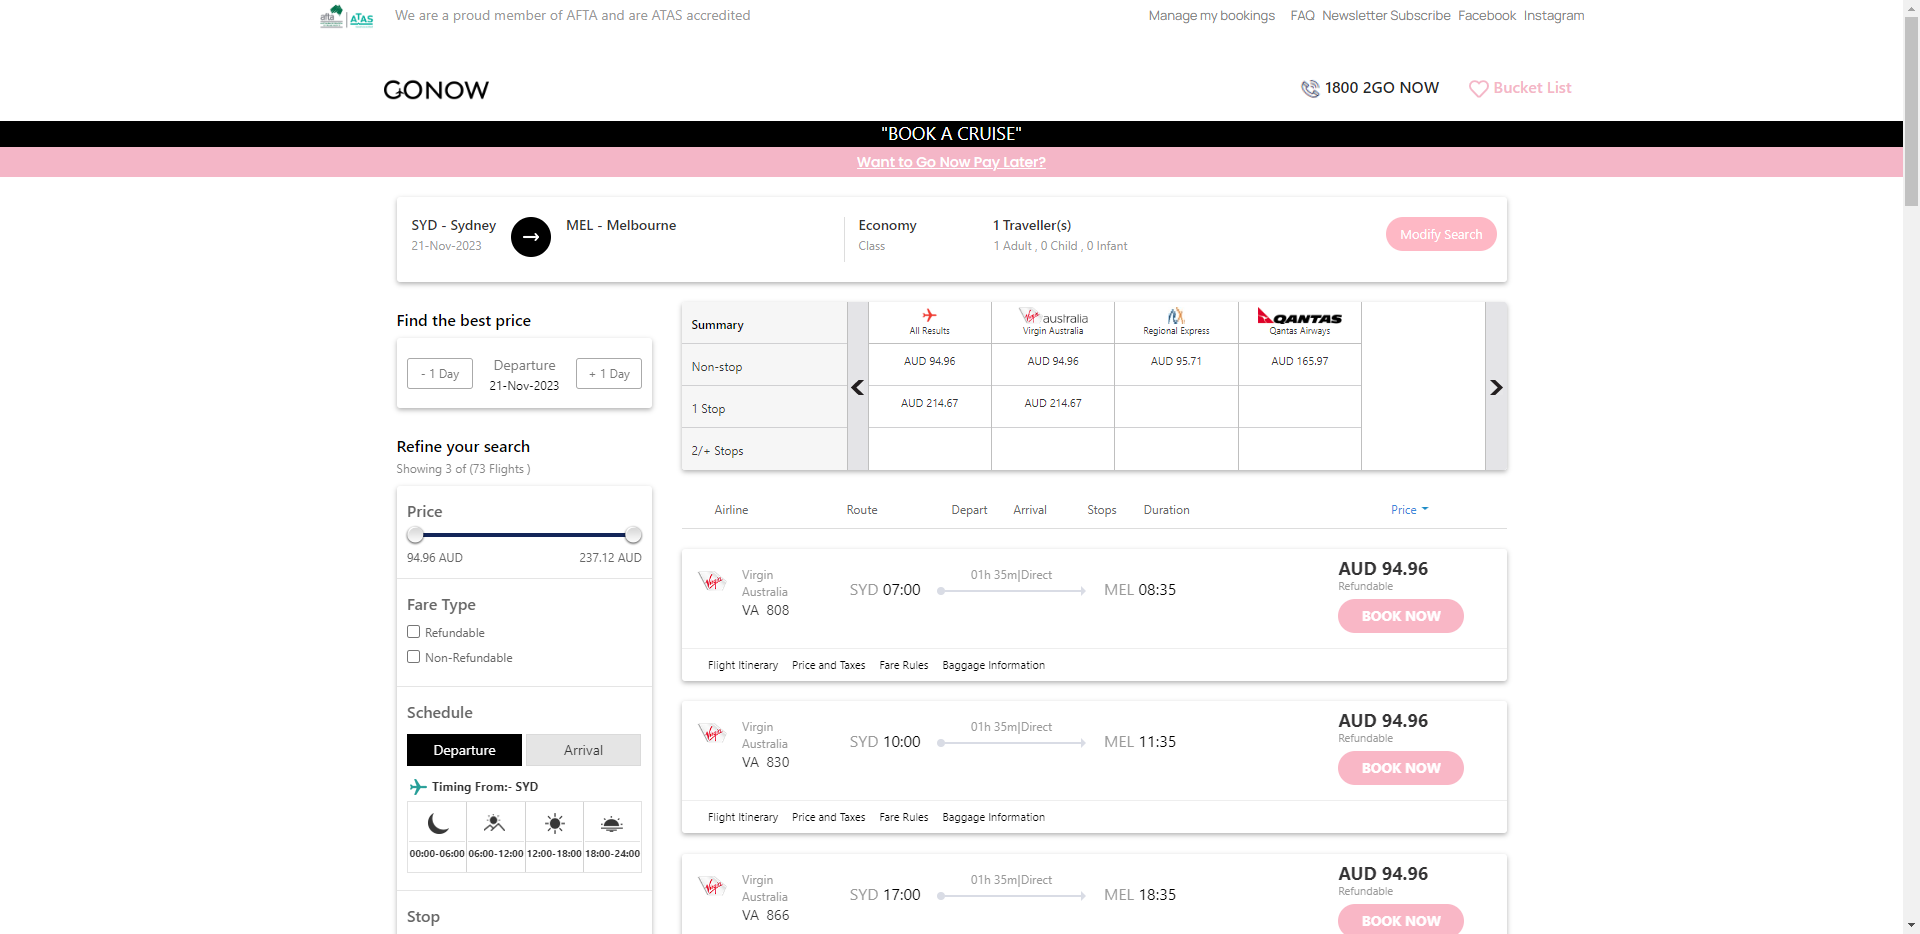 afta ATAS We are a proud member of AFTA and are ATAS accredited Manage my bookings FAQ Newsletter Subscribe Facebook Instagram
GONOW 1800 2GO NOW Bucket List
"BOOK A CRUISE"
Want to Go Now Pay Later?
SYD - Sydney MEL - Melbourne Economy 1 Traveller(s) Modify Search
21-Nov-2023 Class 1 Adult , 0 Child , 0 Infant
Find the best price
- 1 Day Departure + 1 Day
21-Nov-2023
Refine your search
Showing 3 of (73 Flights )
Price
94.96 AUD 237.12 AUD
Fare Type
Refundable
Non-Refundable
Schedule
Departure Arrival
Timing From:- SYD
00:00-06:00 06:00-12:00 12:00-18:00 18:00-24:00
Stop
Summary All Results Virgin australia Virgin Australia Regional Express QANTAS Qantas Airways
Non-stop AUD 94.96 AUD 94.96 AUD 95.71 AUD 165.97
1 Stop AUD 214.67 AUD 214.67
2/+ Stops
Airline Route Depart Arrival Stops Duration Price
Virgin Virgin Australia VA 808 SYD 07:00 01h 35m|Direct MEL 08:35 AUD 94.96
Refundable
BOOK NOW
Flight Itinerary Price and Taxes Fare Rules Baggage Information
Virgin Virgin Australia VA 830 SYD 10:00 01h 35m|Direct MEL 11:35 AUD 94.96
Refundable
BOOK NOW
Flight Itinerary Price and Taxes Fare Rules Baggage Information
Virgin Virgin Australia VA 866 SYD 17:00 01h 35m|Direct MEL 18:35 AUD 94.96
Refundable
BOOK NOW